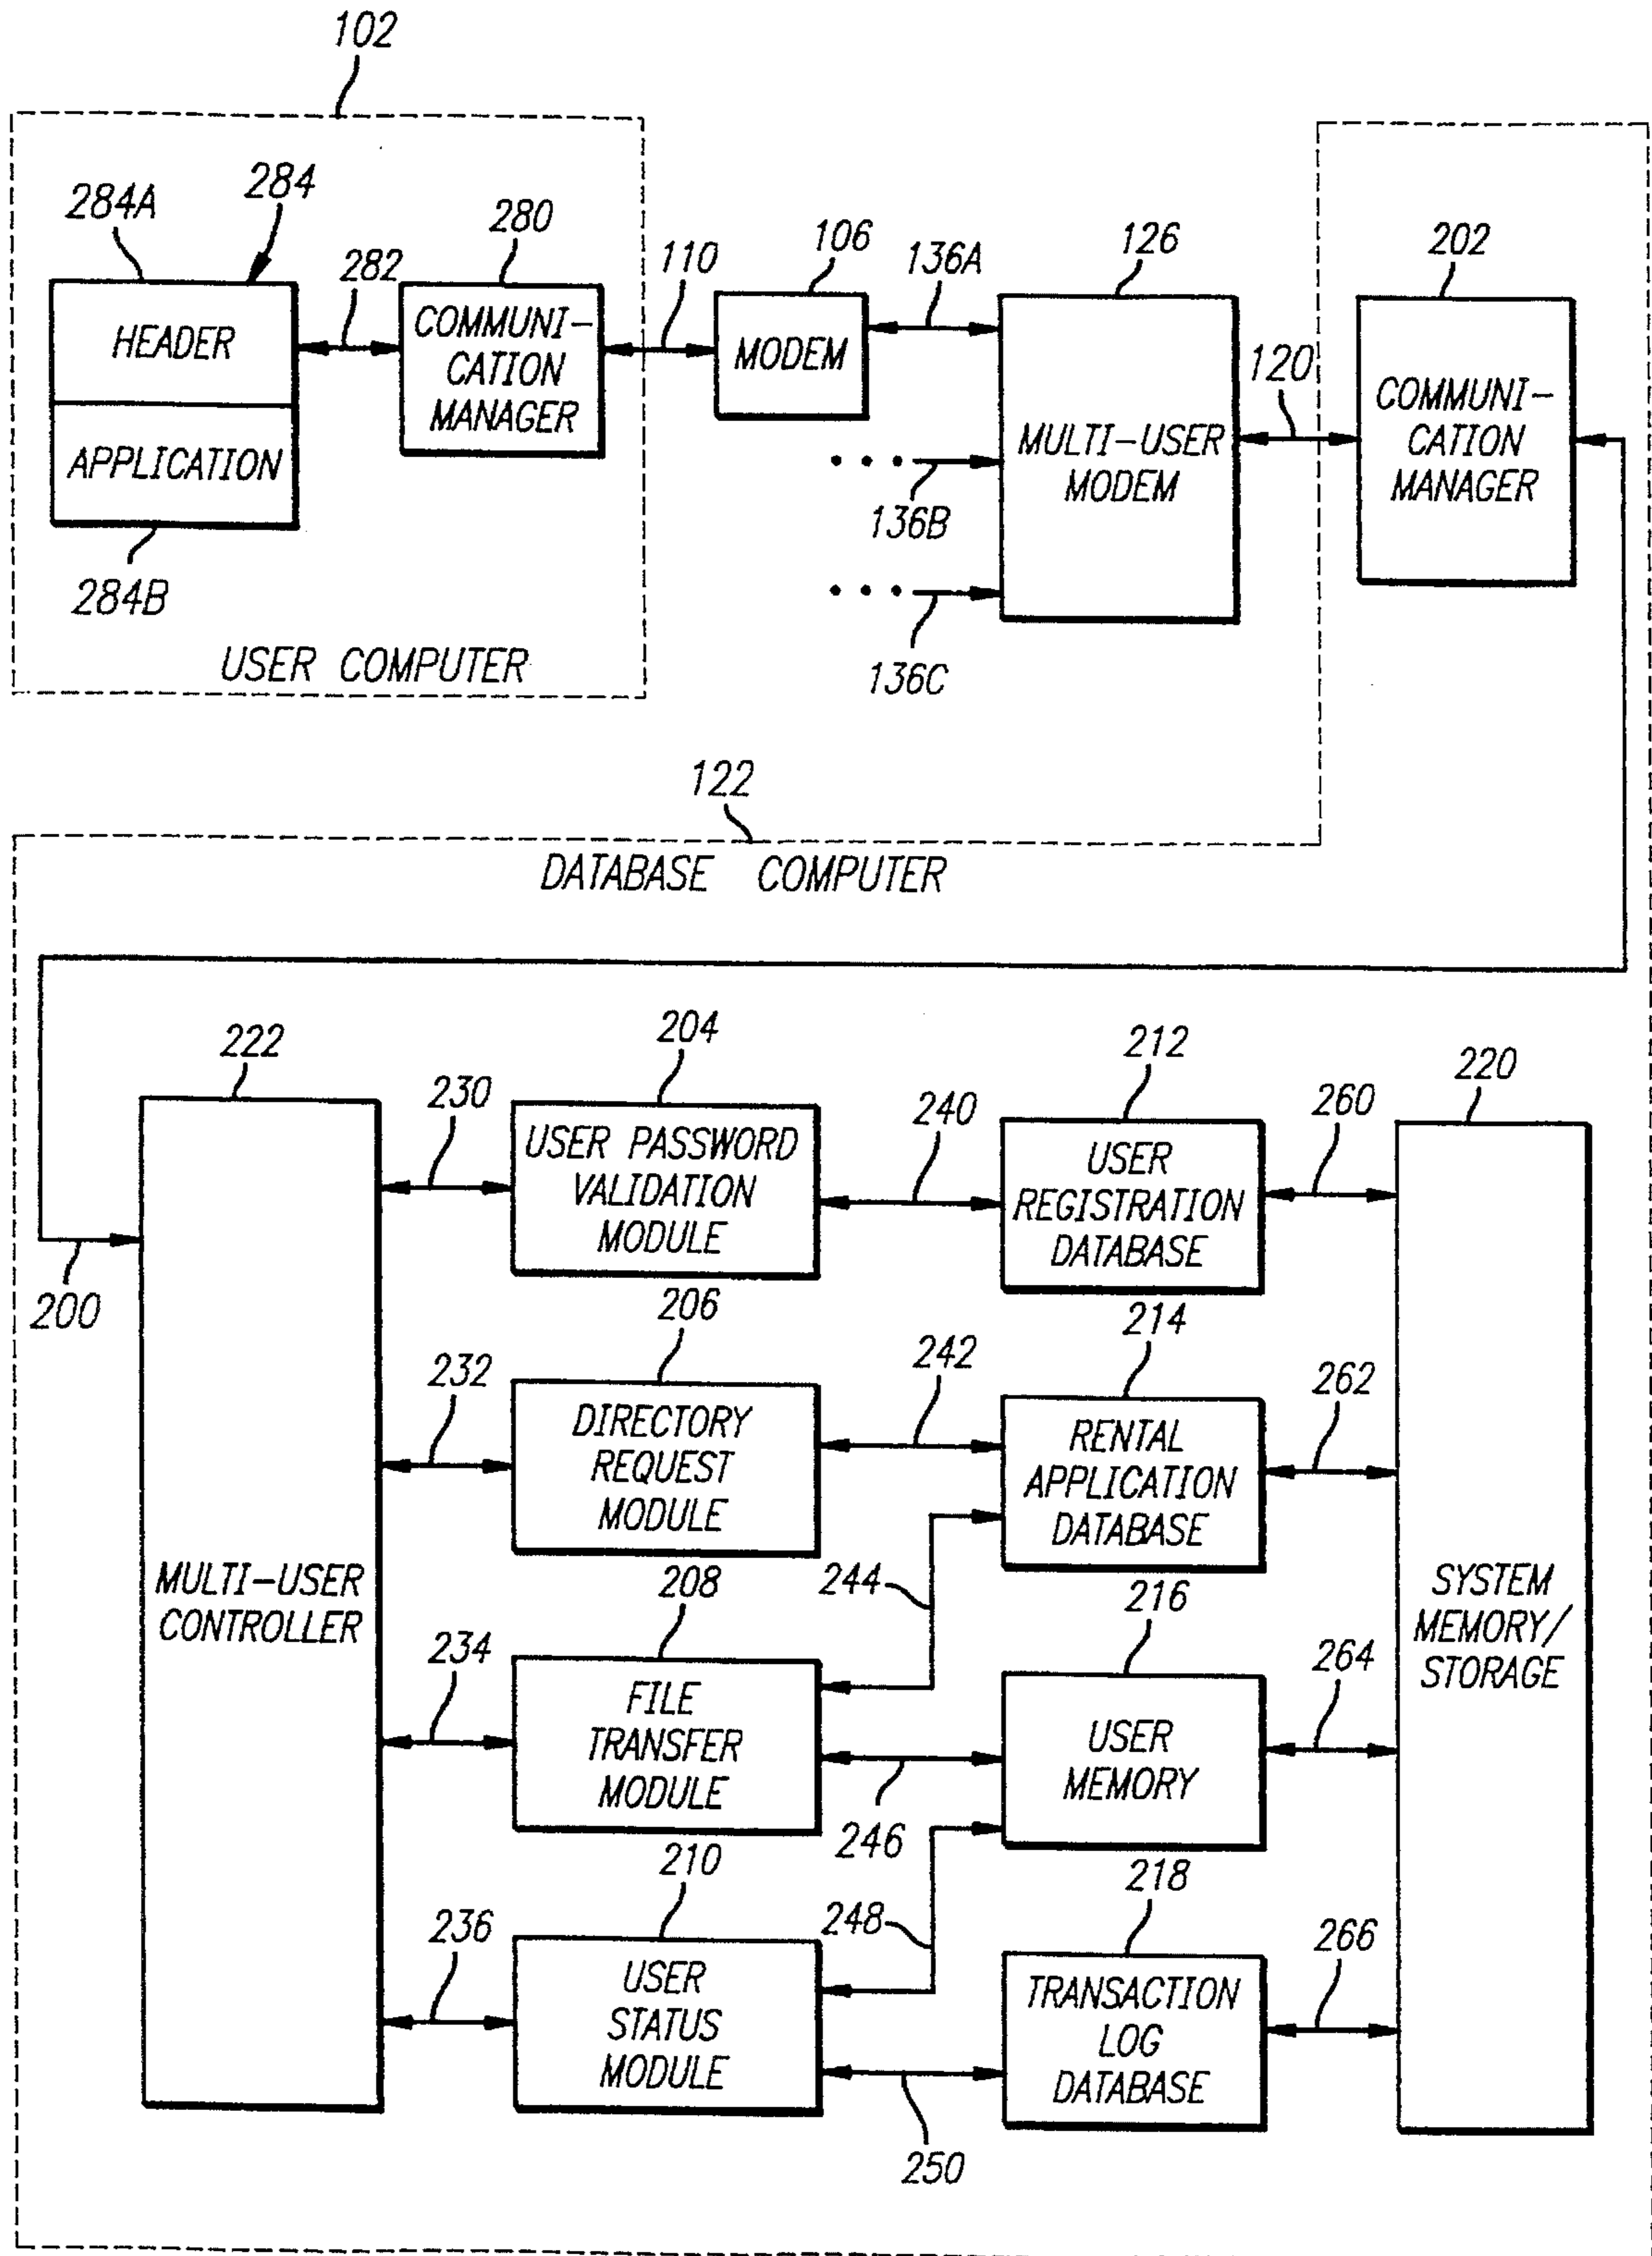 102
284A
284
282
280
110
106
136A
126
202
HEADER
APPLICATION
COMMUNI-
CATION
MANAGER
MODEM
MULTI-USER
MODEM
120
COMMUNI-
CATION
MANAGER
284B
136B
136C
USER COMPUTER
122
DATABASE COMPUTER
222
204
212
220
230
240
260
USER PASSWORD
VALIDATION
MODULE
USER
REGISTRATION
DATABASE
200
206
214
232
242
262
DIRECTORY
REQUEST
MODULE
RENTAL
APPLICATION
DATABASE
MULTI-USER
CONTROLLER
208
244
216
SYSTEM
MEMORY/
STORAGE
234
264
FILE
TRANSFER
MODULE
USER
MEMORY
246
210
248
218
236
266
USER
STATUS
MODULE
TRANSACTION
LOG
DATABASE
250